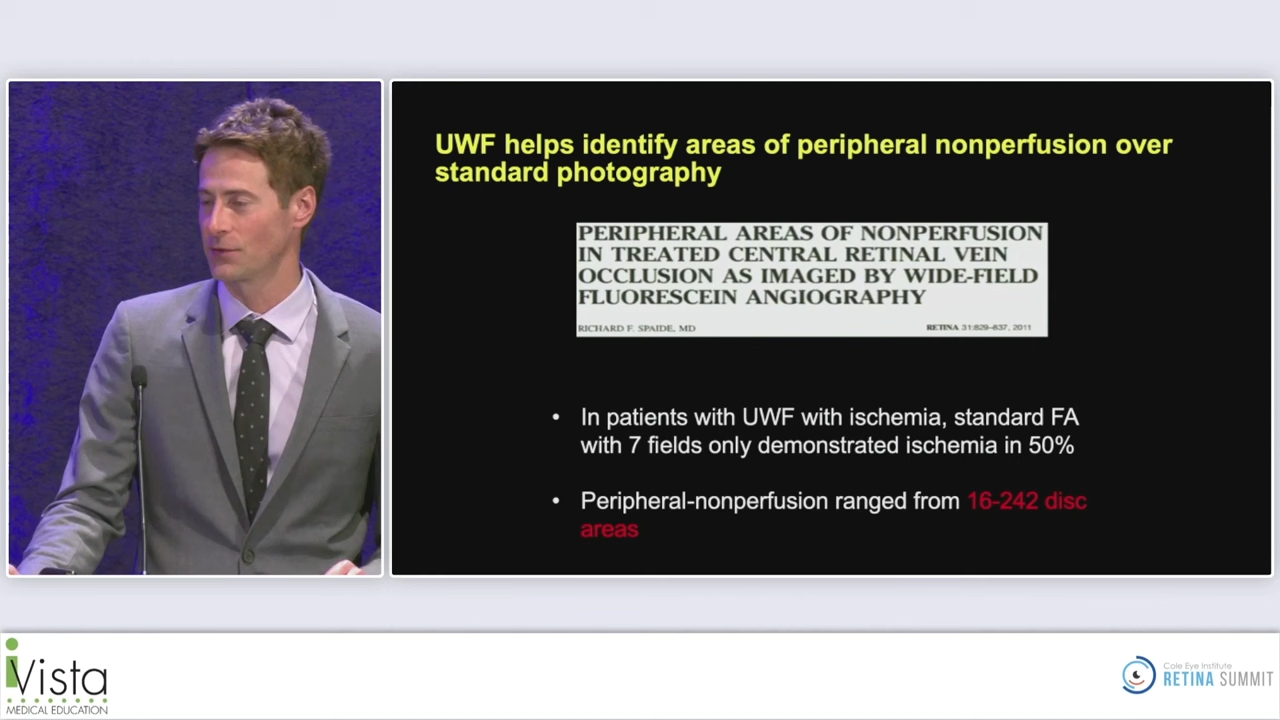 UWF helps identify areas of peripheral nonperfusion over
standard photography
PERIPHERAL AREAS OF NONPERFUSION
IN TREATED CENTRAL RETINAL VEIN
OCCLUSION AS IMAGED BY WIDE-FIELD
FLUORESCEIN ANGIOGRAPHY
RICHARD F. SPAIDE, MD
RETINA 31:829–837, 2011
• In patients with UWF with ischemia, standard FA
with 7 fields only demonstrated ischemia in 50%
• Peripheral-nonperfusion ranged from 16-242 disc
areas
iVista
MEDICAL EDUCATION
Cole Eye Institute
RETINA SUMMIT